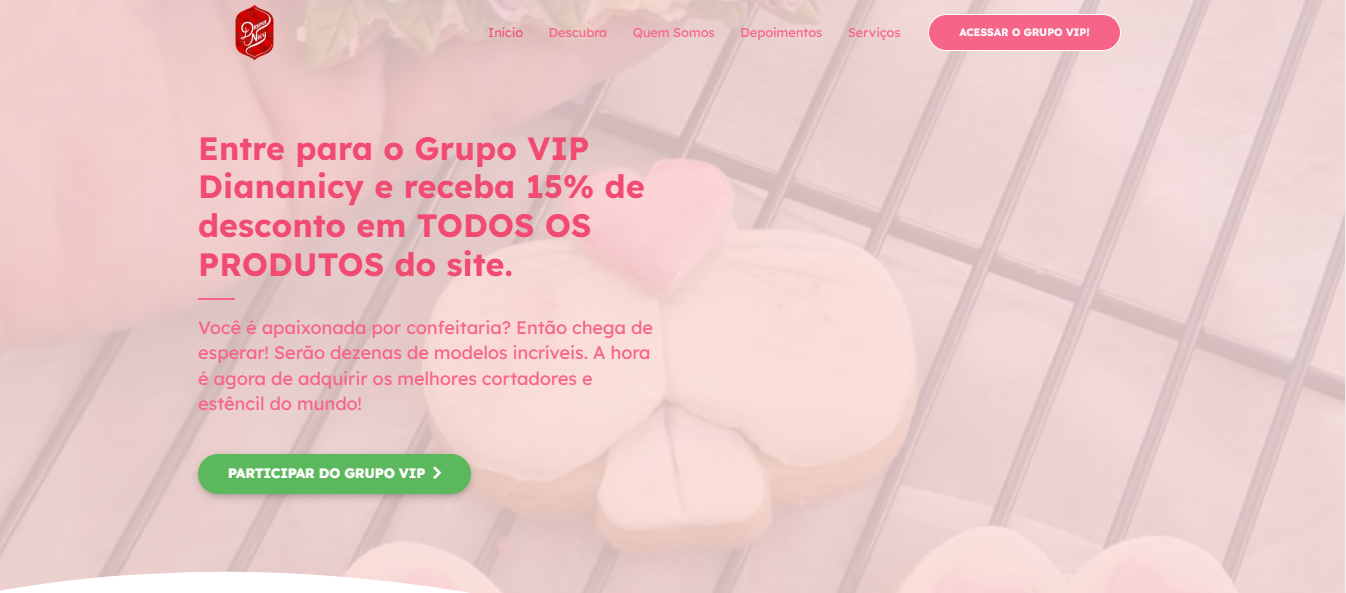 Diana
Nicy
Inicio
Descubra
Quem Somos
Depoimentos
Serviços
ACESSAR O GRUPO VIP!
Entre para o Grupo VIP
Diananicy e receba 15% de
desconto em TODOS OS
PRODUTOS do site.
Você é apaixonada por confeitaria? Então chega de
esperar! Serão dezenas de modelos incríveis. A hora
é agora de adquirir os melhores cortadores e
estêncil do mundo!
PARTICIPAR DO GRUPO VIP